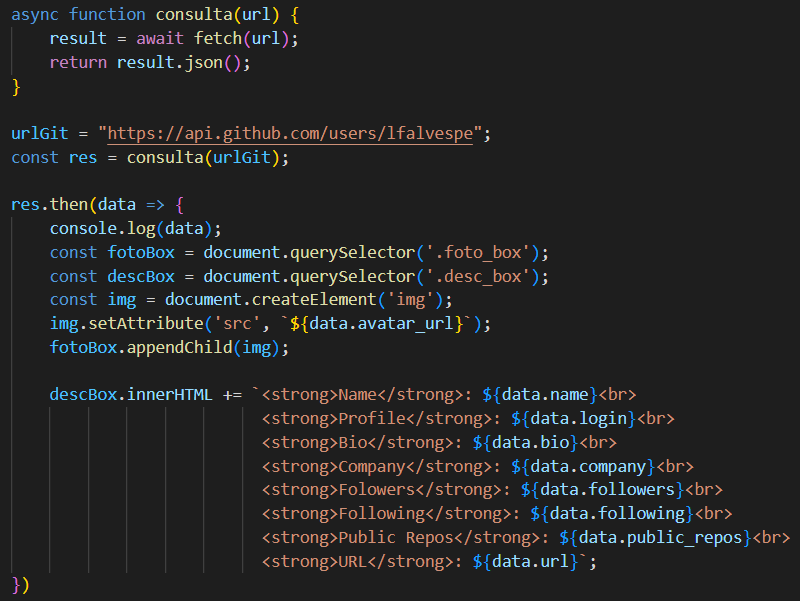 async function consulta(url) {
    result = await fetch(url);
    return result.json();
}

urlGit = "https://api.github.com/users/lfalvespe";
const res = consulta(urlGit);

res.then(data => {
    console.log(data);
    const fotoBox = document.querySelector('.foto_box');
    const descBox = document.querySelector('.desc_box');
    const img = document.createElement('img');
    img.setAttribute('src', `${data.avatar_url}`);
    fotoBox.appendChild(img);

    descBox.innerHTML += `<strong>Name</strong>: ${data.name}<br>
                          <strong>Profile</strong>: ${data.login}<br>
                          <strong>Bio</strong>: ${data.bio}<br>
                          <strong>Company</strong>: ${data.company}<br>
                          <strong>Folowers</strong>: ${data.followers}<br>
                          <strong>Following</strong>: ${data.following}<br>
                          <strong>Public Repos</strong>: ${data.public_repos}<br>
                          <strong>URL</strong>: ${data.url}`;
})